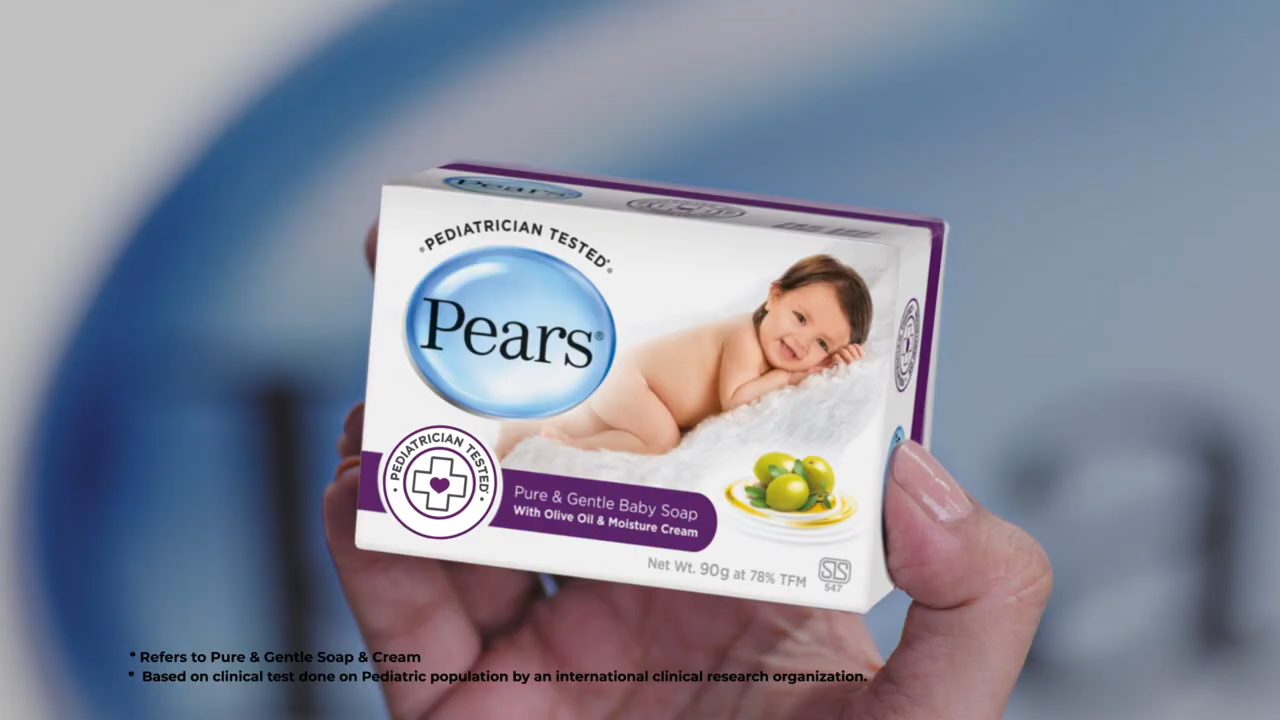 Pears
PEDIATRICIAN TESTED*
Pears®
PEDIATRICIAN TESTED*
Pure & Gentle Baby Soap
With Olive Oil & Moisture Cream
Net Wt. 90g at 78% TFM
SLS
547
* Refers to Pure & Gentle Soap & Cream
* Based on clinical test done on Pediatric population by an international clinical research organization.